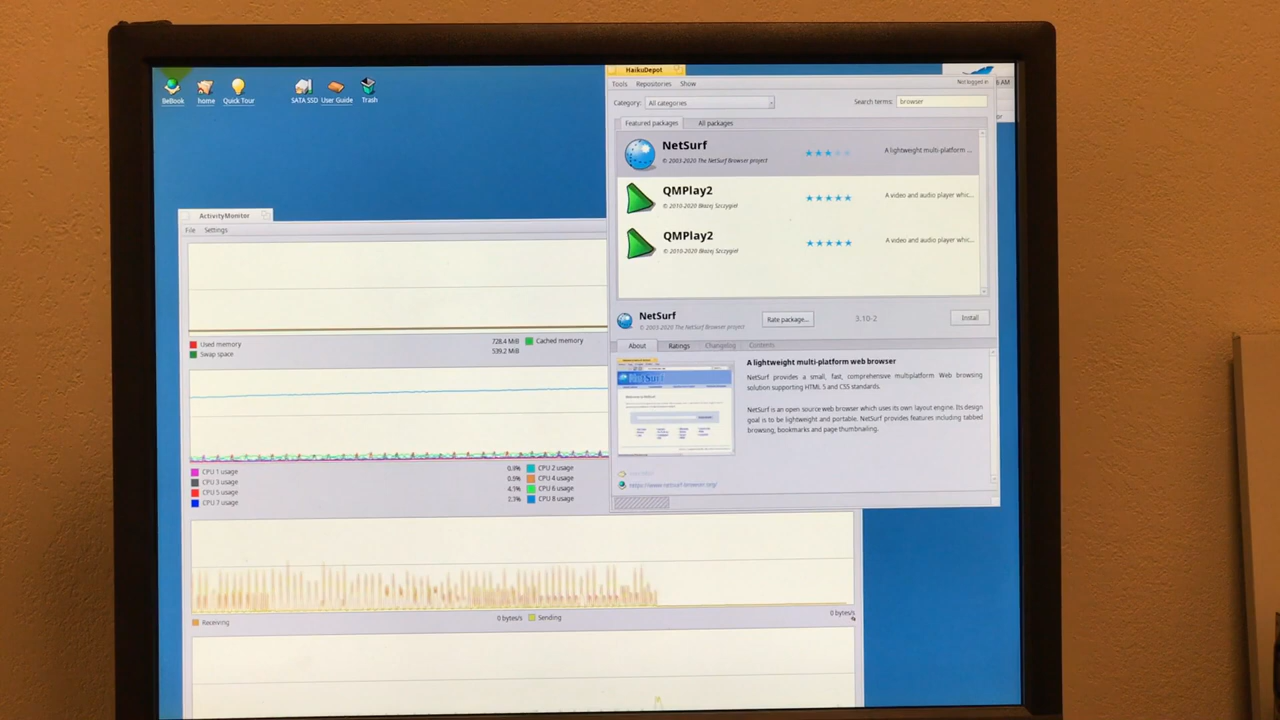 BeBook
home
Quick Tour
SATA SSD
User Guide
Trash
HaikuDepot
Tools Repositories Show
Not logged in
AM
Category: All categories
Search terms: browser
Featured packages All packages
NetSurf
© 2003-2020 The NetSurf Browser project
A lightweight multi-platform ...
QMPlay2
© 2010-2020 Błażej Szczygieł
A video and audio player whic...
QMPlay2
© 2010-2020 Błażej Szczygieł
A video and audio player whic...
NetSurf
© 2003-2020 The NetSurf Browser project
Rate package...
3.10-2
Install
About Ratings Changelog Contents
A lightweight multi-platform web browser
NetSurf provides a small, fast, comprehensive multiplatform Web browsing
solution supporting HTML 5 and CSS standards.
NetSurf is an open source web browser which uses its own layout engine. Its design
goal is to be lightweight and portable. NetSurf provides features including tabbed
browsing, bookmarks and page thumbnailing.
https://www.netsurf-browser.org/
ActivityMonitor
File Settings
Used memory 728.4 MiB Cached memory
Swap space 539.2 MiB
CPU 1 usage 0.4% CPU 2 usage
CPU 3 usage 0.9% CPU 4 usage
CPU 5 usage 4.1% CPU 6 usage
CPU 7 usage 2.1% CPU 8 usage
Receiving 0 bytes/s Sending 0 bytes/s